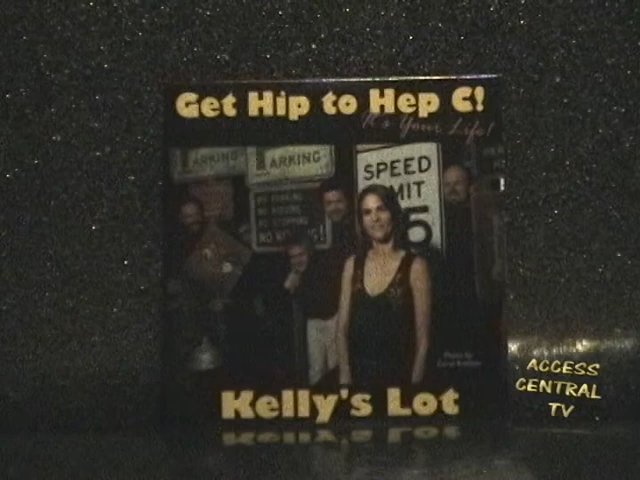 Get Hip to Hep C!
It's Your Life!
ARKING
ARKING
SPEED
MIT
5
Kelly's Lot
ACCESS
CENTRAL
TV